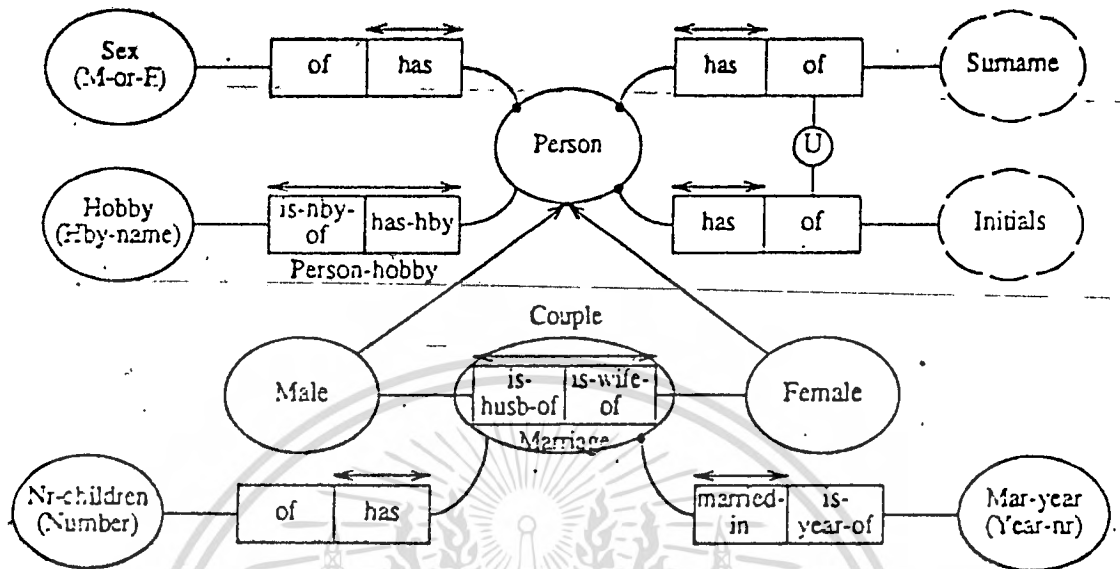 Sex
(M-or-F)
of
has
has
of
Surname
Person
U
Hobby
(Hby-name)
is-hby-
of
has-hby
has
of
Initials
Person-hobby
Couple
Male
is-
husb-of
is-wife-
of
Female
Marriage
Nr-children
(Number)
of
has
married-
in
is-
year-of
Mar-year
(Year-nr)